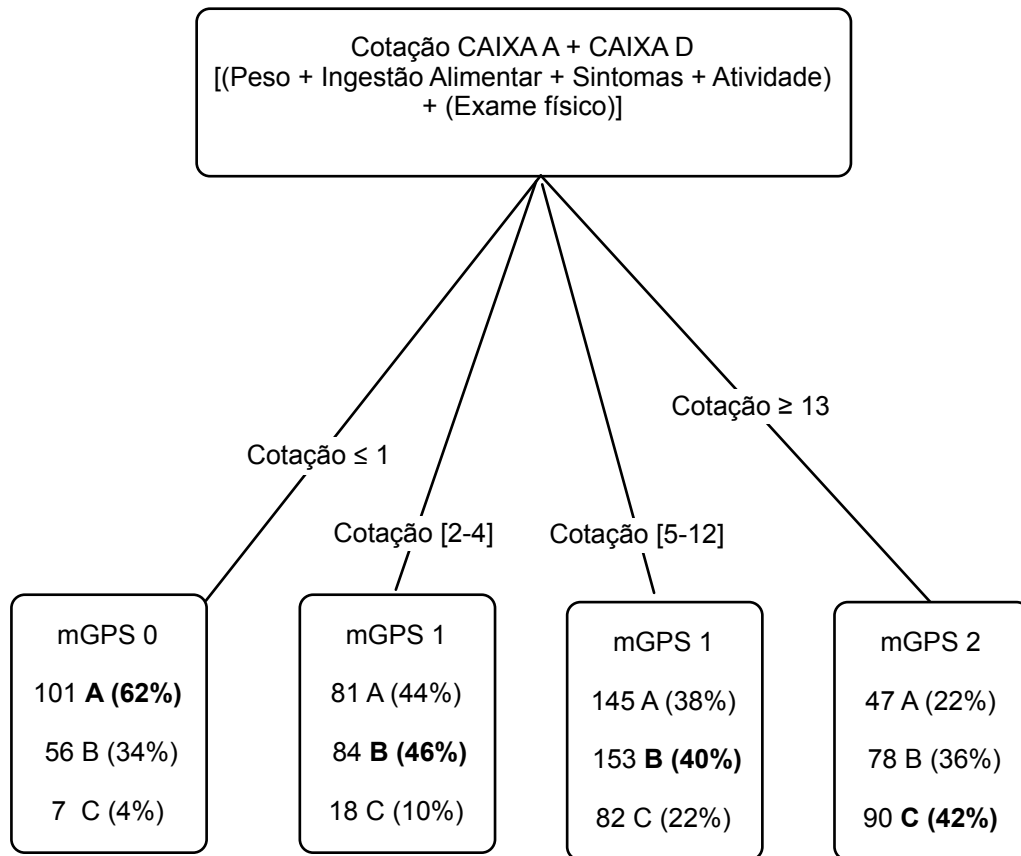 Cotação CAIXA A + CAIXA D
[(Peso + Ingestão Alimentar + Sintomas + Atividade)
+ (Exame físico)]
Cotação ≤ 1
Cotação [2-4]
Cotação [5-12]
Cotação ≥ 13
mGPS 0
101 A (62%)
56 B (34%)
7 C (4%)
mGPS 1
81 A (44%)
84 B (46%)
18 C (10%)
mGPS 1
145 A (38%)
153 B (40%)
82 C (22%)
mGPS 2
47 A (22%)
78 B (36%)
90 C (42%)